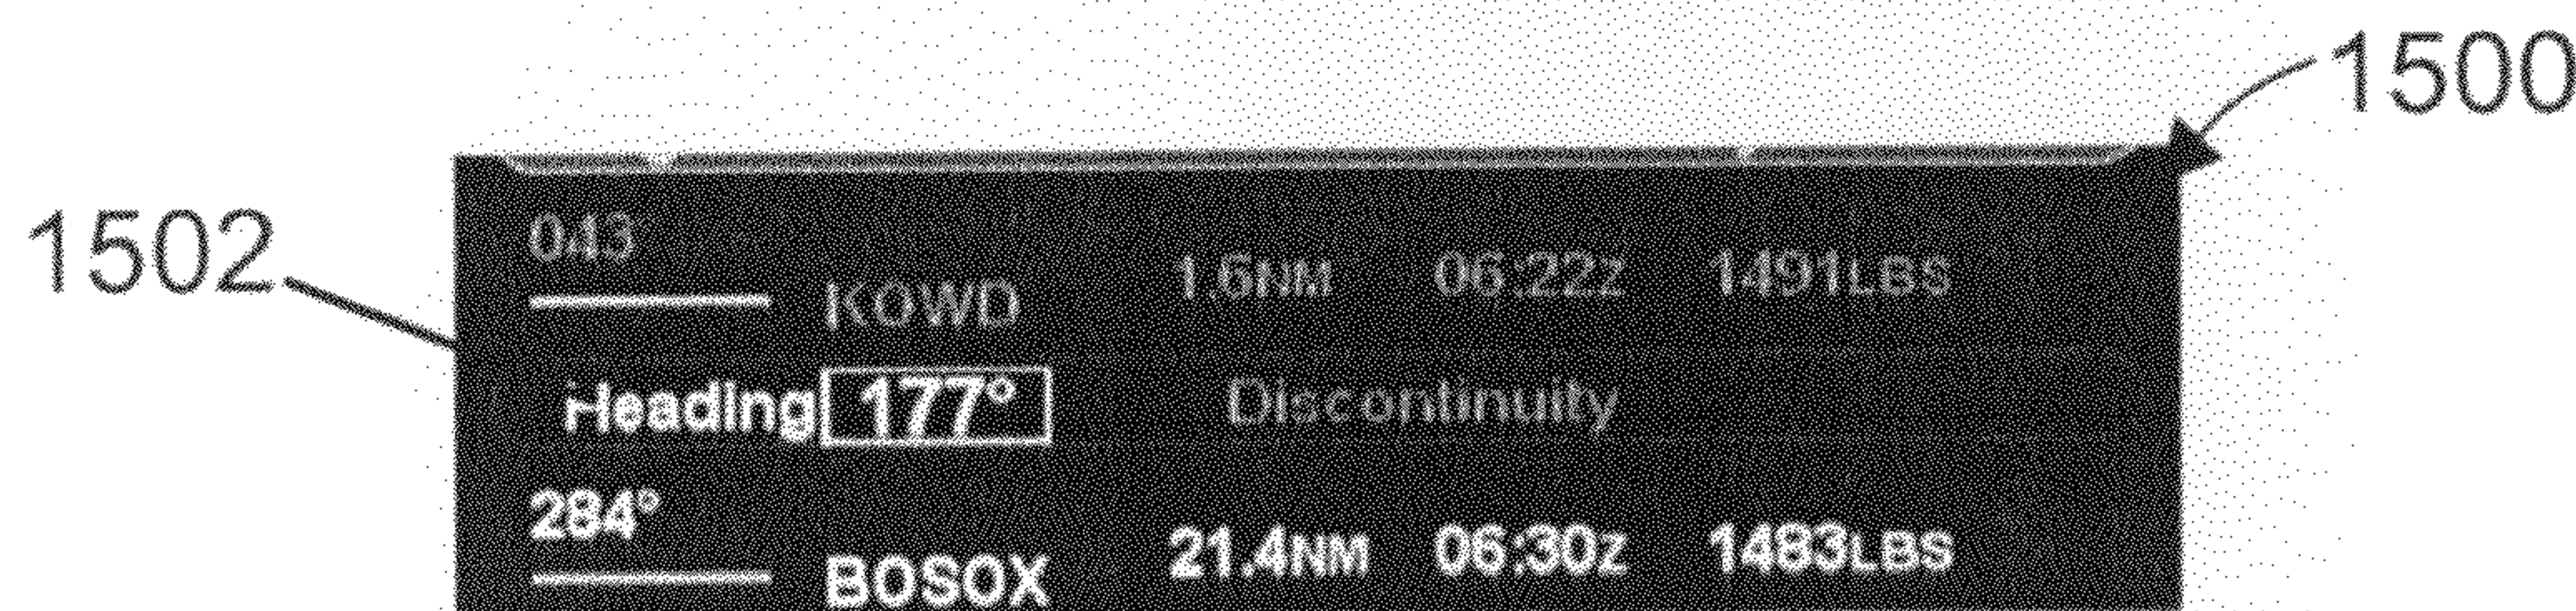 1500
1502
043
KOWD 1.6NM 06:22Z 1491LBS
Heading 177° Discontinuity
284°
BOSOX 21.4NM 06:30Z 1483LBS